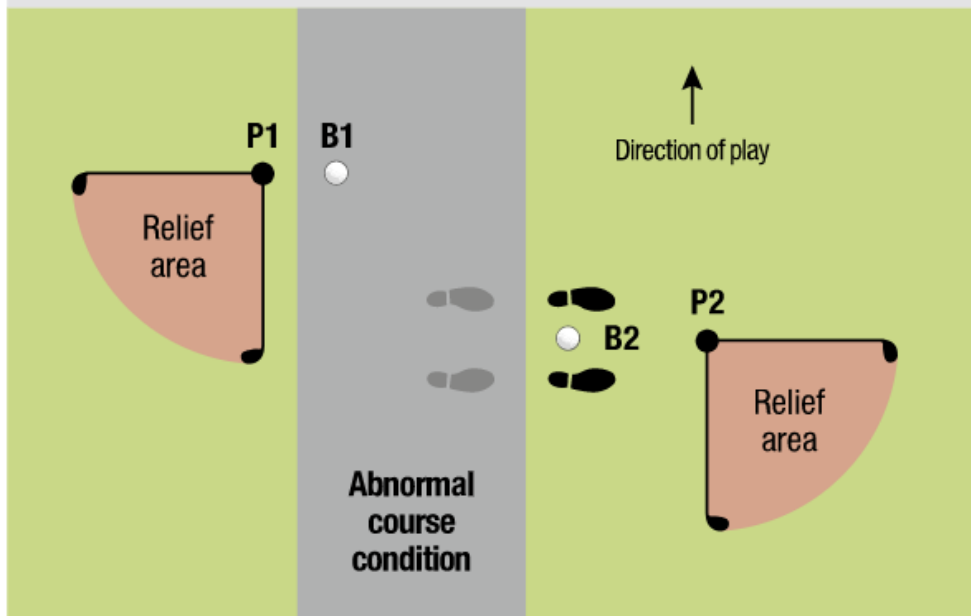 P1
B1
Direction of play
Relief
area
P2
B2
Relief
area
Abnormal
course
condition